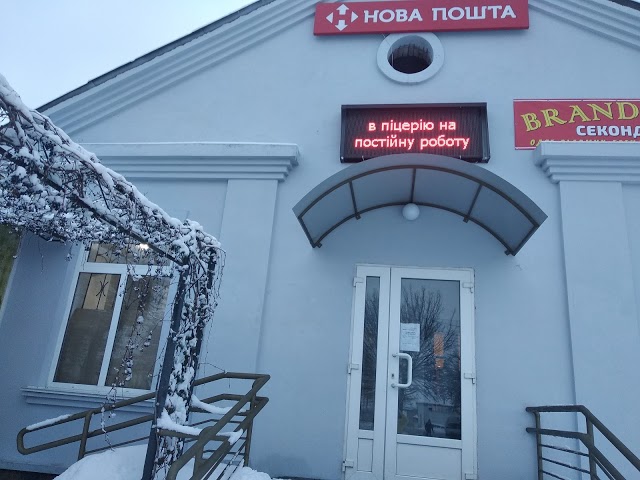 НОВА ПОШТА
в піцерію на
постійну роботу
BRAND
СЕКОНД